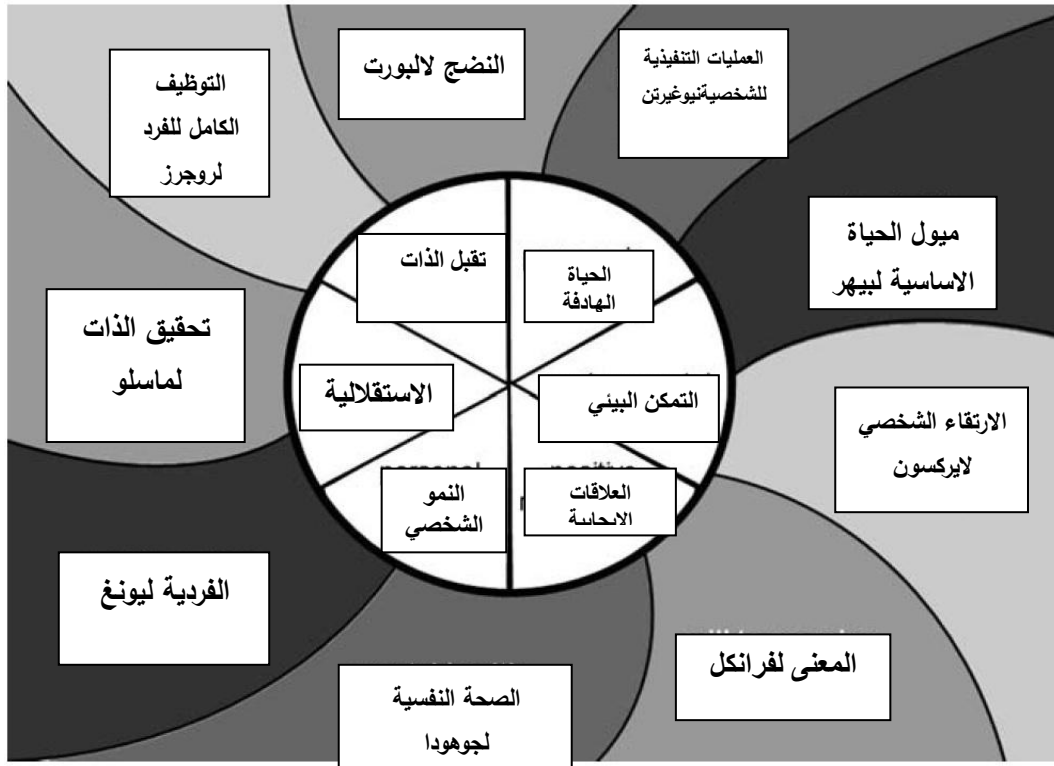 النضج لالبورت
العمليات التنفيذية
للشخصيةنيوغيرتن
التوظيف
الكامل للفرد
لروجرز
ميول الحياة
الاساسية لبيهر
تقبل الذات
الحياة
الهادفة
تحقيق الذات
لماسلو
الاستقلالية
التمكن البيئي
الارتقاء الشخصي
لايركسون
النمو
الشخصي
العلاقات
الايجابية
الفردية ليونغ
المعنى لفرانكل
الصحة النفسية
لجوهودا